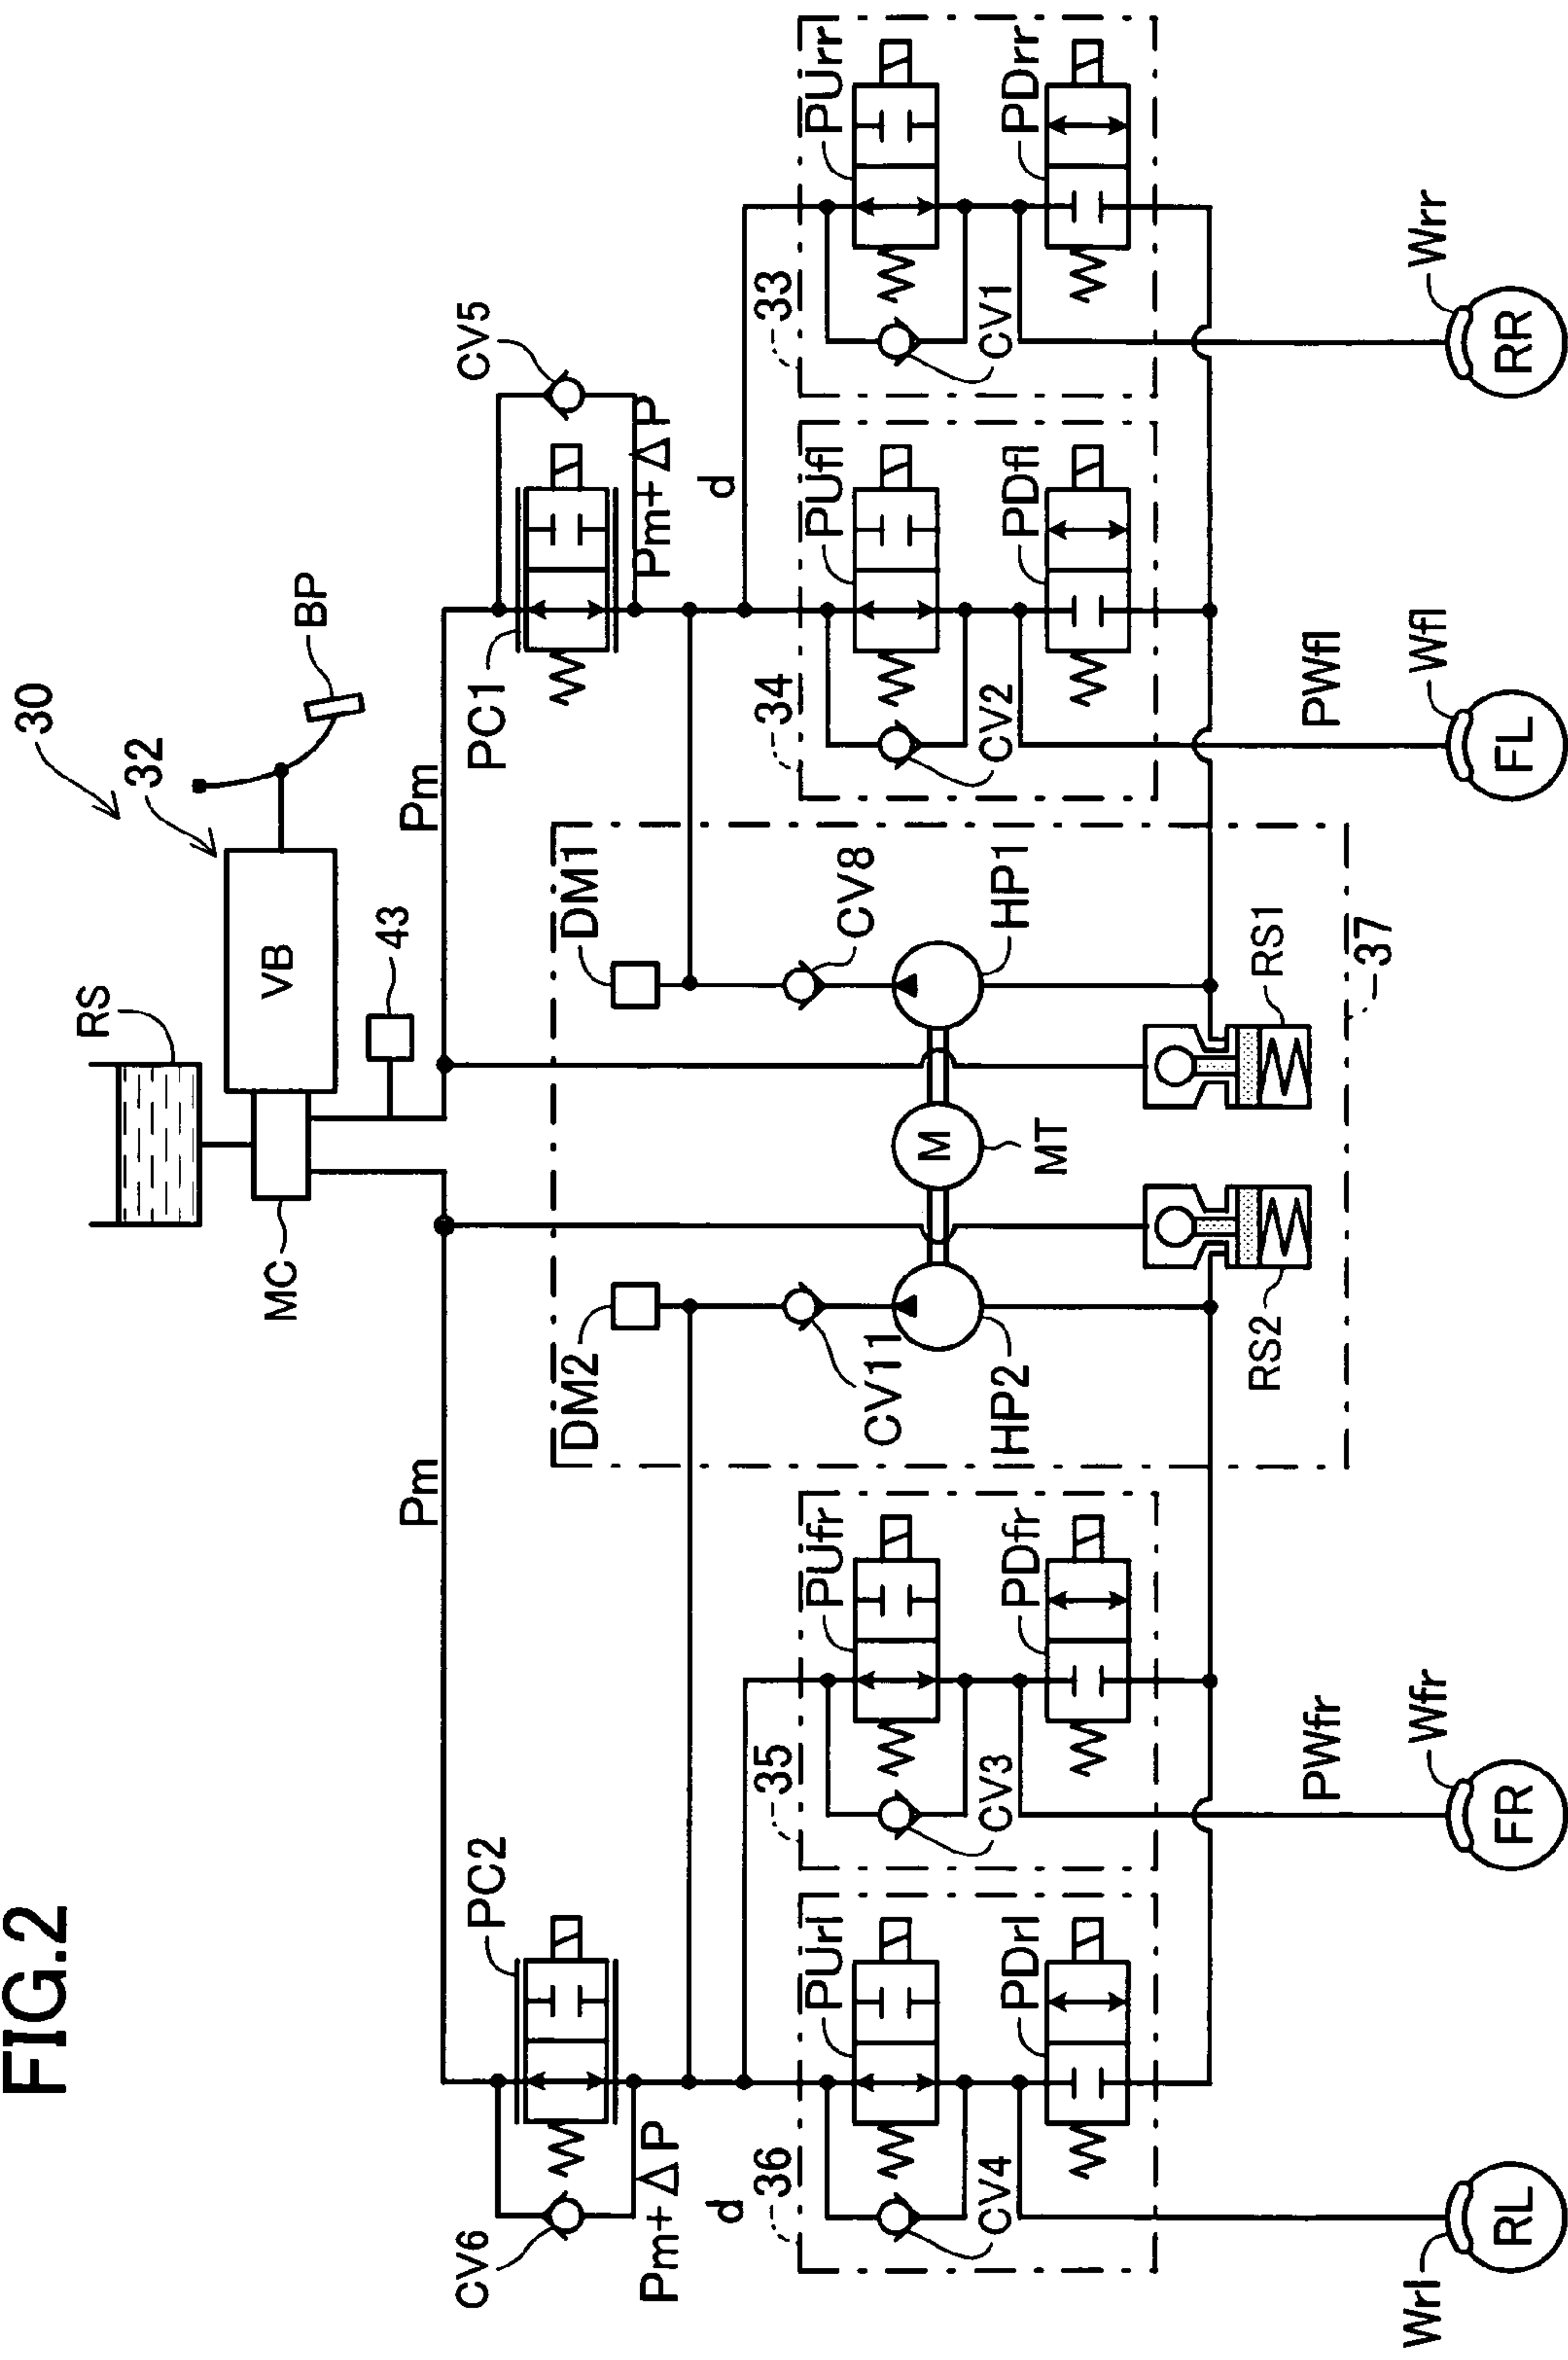 FIG.2
30
32
BP
RS
VB
43
MC
Pm
Pm
CV6
PC2
PC1
CV5
Pm+ΔP
Pm+ΔP
d
d
DM2
DM1
36
PUrl
35
PUfr
CV11
CV8
34
PUfl
33
PUrr
CV4
PDrl
CV3
PDfr
HP2
M
MT
HP1
CV2
PDfl
CV1
PDrr
RS2
RS1
37
PWfr
PWfl
Wrl
Wfr
Wfl
Wrr
RL
FR
FL
RR